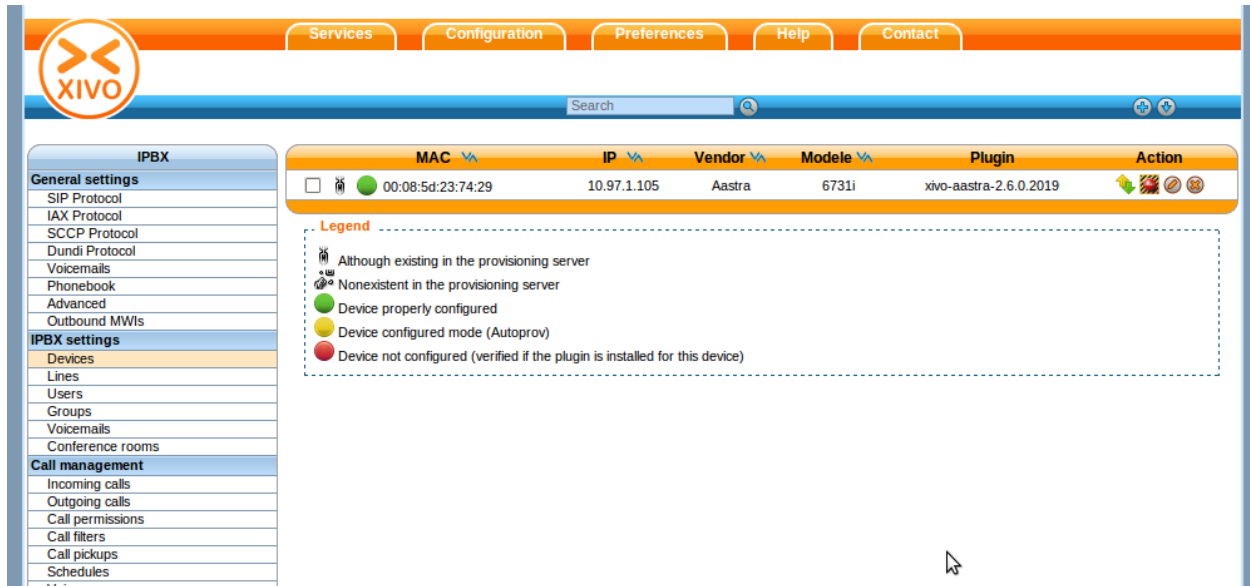 Services Configuration Preferences Help Contact
XIVO
Search
IPBX
General settings
SIP Protocol
IAX Protocol
SCCP Protocol
Dundi Protocol
Voicemails
Phonebook
Advanced
Outbound MWIs
IPBX settings
Devices
Lines
Users
Groups
Voicemails
Conference rooms
Call management
Incoming calls
Outgoing calls
Call permissions
Call filters
Call pickups
Schedules
MAC IP Vendor Modele Plugin Action
00:08:5d:23:74:29 10.97.1.105 Aastra 6731i xivo-aastra-2.6.0.2019
Legend
Although existing in the provisioning server
Nonexistent in the provisioning server
Device properly configured
Device configured mode (Autoprov)
Device not configured (verified if the plugin is installed for this device)